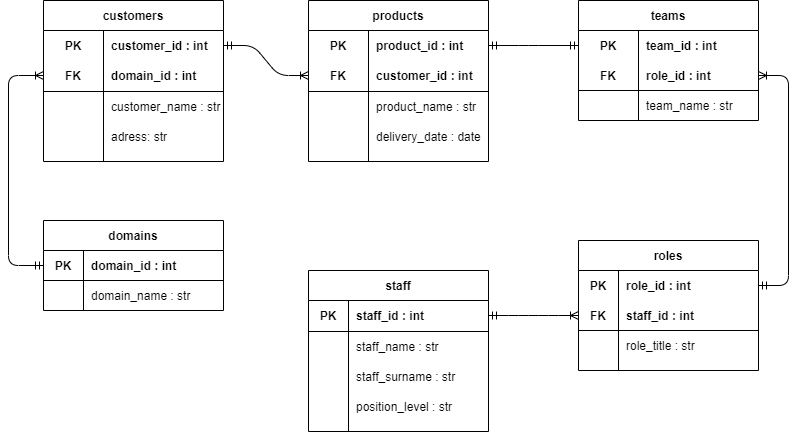 customers
PK customer_id : int
FK domain_id : int
customer_name : str
adress: str
products
PK product_id : int
FK customer_id : int
product_name : str
delivery_date : date
teams
PK team_id : int
FK role_id : int
team_name : str
domains
PK domain_id : int
domain_name : str
staff
PK staff_id : int
staff_name : str
staff_surname : str
position_level : str
roles
PK role_id : int
FK staff_id : int
role_title : str